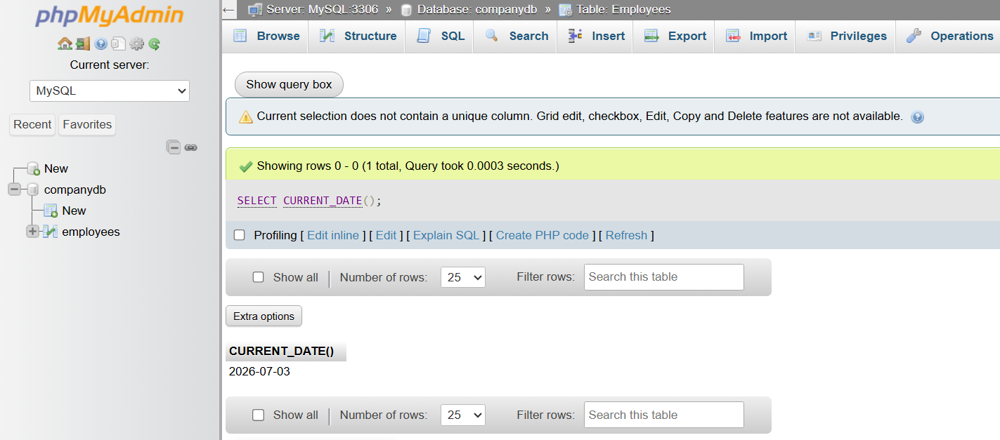 phpMyAdmin
Current server:
MySQL
Recent Favorites
New
companydb
New
employees
Server: MySQL:3306 » Database: companydb » Table: Employees
Browse Structure SQL Search Insert Export Import Privileges Operations
Show query box
Current selection does not contain a unique column. Grid edit, checkbox, Edit, Copy and Delete features are not available.
Showing rows 0 - 0 (1 total, Query took 0.0003 seconds.)
SELECT CURRENT_DATE();
Profiling [ Edit inline ] [ Edit ] [ Explain SQL ] [ Create PHP code ] [ Refresh ]
Show all | Number of rows: 25 Filter rows: Search this table
Extra options
CURRENT_DATE()
2026-07-03
Show all | Number of rows: 25 Filter rows: Search this table